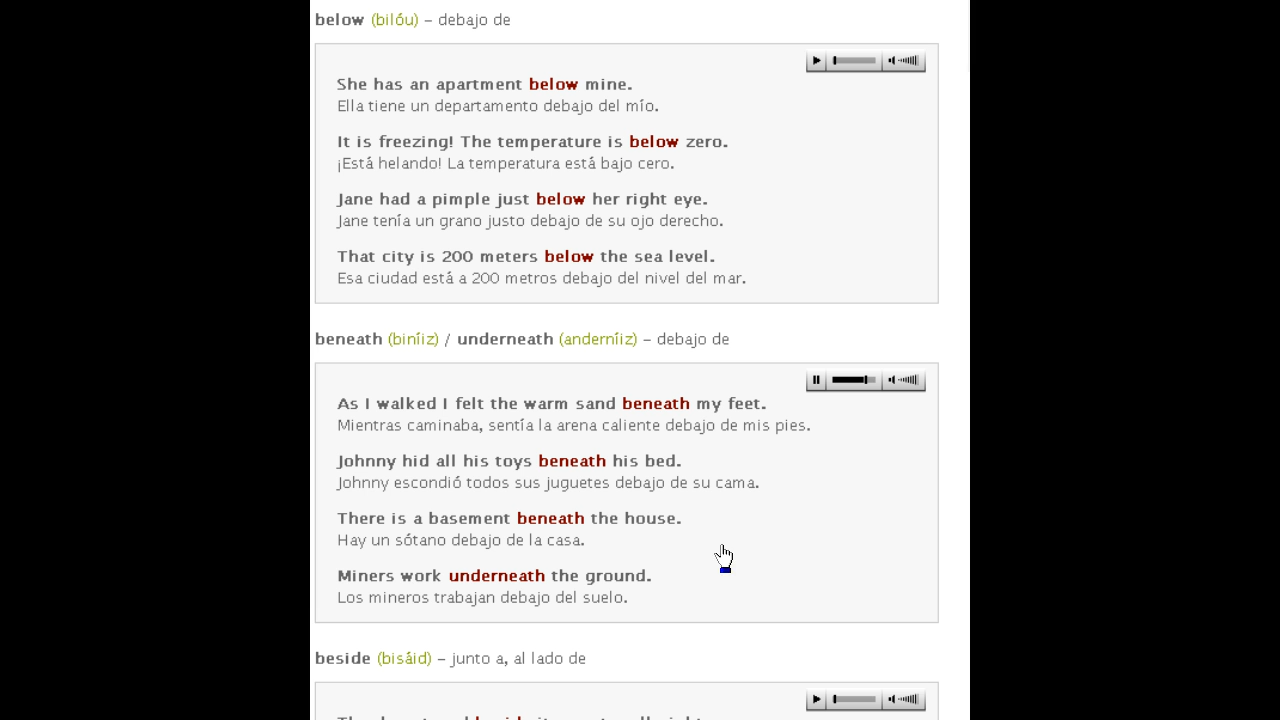 below (bilóu) – debajo de
She has an apartment below mine.
Ella tiene un departamento debajo del mío.
It is freezing! The temperature is below zero.
¡Está helando! La temperatura está bajo cero.
Jane had a pimple just below her right eye.
Jane tenía un grano justo debajo de su ojo derecho.
That city is 200 meters below the sea level.
Esa ciudad está a 200 metros debajo del nivel del mar.
beneath (biníiz) / underneath (anderníiz) – debajo de
As I walked I felt the warm sand beneath my feet.
Mientras caminaba, sentía la arena caliente debajo de mis pies.
Johnny hid all his toys beneath his bed.
Johnny escondió todos sus juguetes debajo de su cama.
There is a basement beneath the house.
Hay un sótano debajo de la casa.
Miners work underneath the ground.
Los mineros trabajan debajo del suelo.
beside (bisáid) – junto a, al lado de